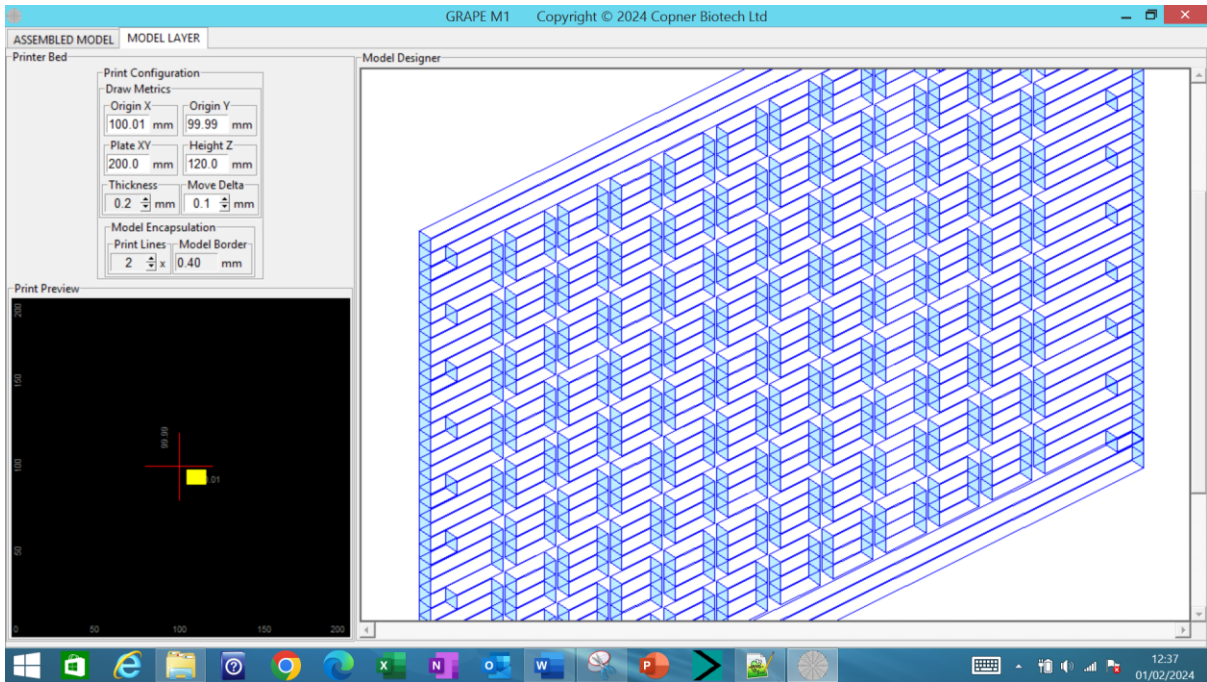 GRAPE M1 Copyright © 2024 Copner Biotech Ltd
ASSEMBLED MODEL MODEL LAYER
Printer Bed
Model Designer
Print Configuration
Draw Metrics
Origin X Origin Y
100.01 mm 99.99 mm
Plate XY Height Z
200.0 mm 120.0 mm
Thickness Move Delta
0.2 mm 0.1 mm
Model Encapsulation
Print Lines Model Border
2 x 0.40 mm
Print Preview
200
150
99.99
100
.01
50
0 50 100 150 200
12:37
01/02/2024